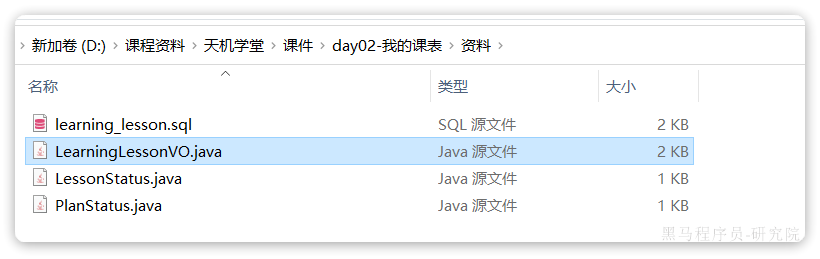 新加卷 (D:) › 课程资料 › 天机学堂 › 课件 › day02-我的课表 › 资料 ›
名称 类型 大小
learning_lesson.sql SQL 源文件 2 KB
LearningLessonVO.java Java 源文件 2 KB
LessonStatus.java Java 源文件 1 KB
PlanStatus.java Java 源文件 1 KB
黑马程序员-研究院